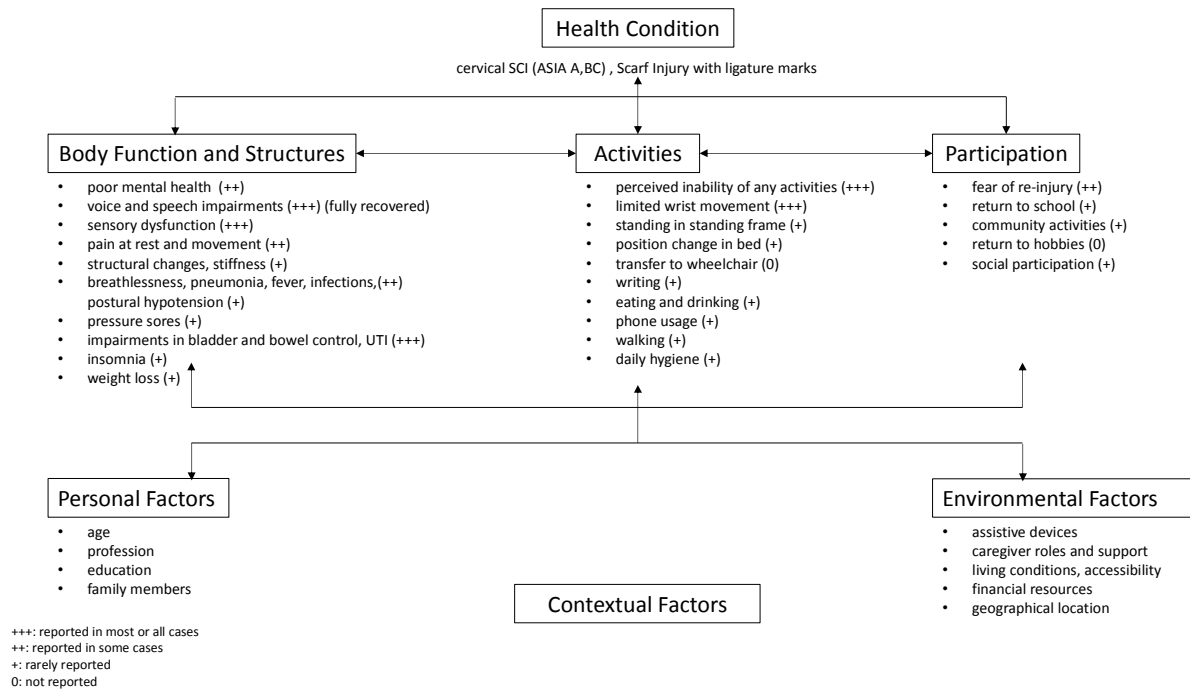 Health Condition
cervical SCI (ASIA A,BC) , Scarf Injury with ligature marks
Body Function and Structures
• poor mental health (++)
• voice and speech impairments (+++) (fully recovered)
• sensory dysfunction (+++)
• pain at rest and movement (++)
• structural changes, stiffness (+)
• breathlessness, pneumonia, fever, infections,(++)
postural hypotension (+)
• pressure sores (+)
• impairments in bladder and bowel control, UTI (+++)
• insomnia (+)
• weight loss (+)
Activities
• perceived inability of any activities (+++)
• limited wrist movement (+++)
• standing in standing frame (+)
• position change in bed (+)
• transfer to wheelchair (0)
• writing (+)
• eating and drinking (+)
• phone usage (+)
• walking (+)
• daily hygiene (+)
Participation
• fear of re-injury (++)
• return to school (+)
• community activities (+)
• return to hobbies (0)
• social participation (+)
Personal Factors
• age
• profession
• education
• family members
Environmental Factors
• assistive devices
• caregiver roles and support
• living conditions, accessibility
• financial resources
• geographical location
Contextual Factors
+++: reported in most or all cases
++: reported in some cases
+: rarely reported
0: not reported